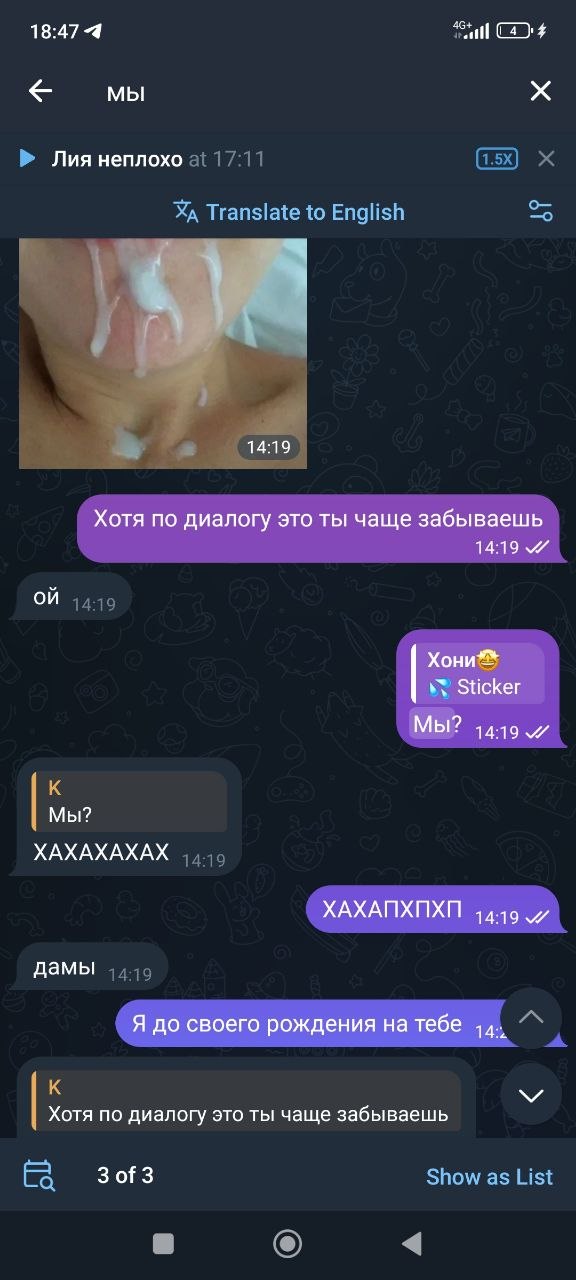 18:47
4G+
4
мы
Лия неплохо at 17:11
1.5X
Translate to English
14:19
Хотя по диалогу это ты чаще забываешь
14:19
ой 14:19
Хони🤩
💦 Sticker
Мы? 14:19
K
Мы?
ХАХАХАХАХ 14:19
ХАХАПХПХП 14:19
дамы 14:19
Я до своего рождения на тебе
K
Хотя по диалогу это ты чаще забываешь
3 of 3
Show as List